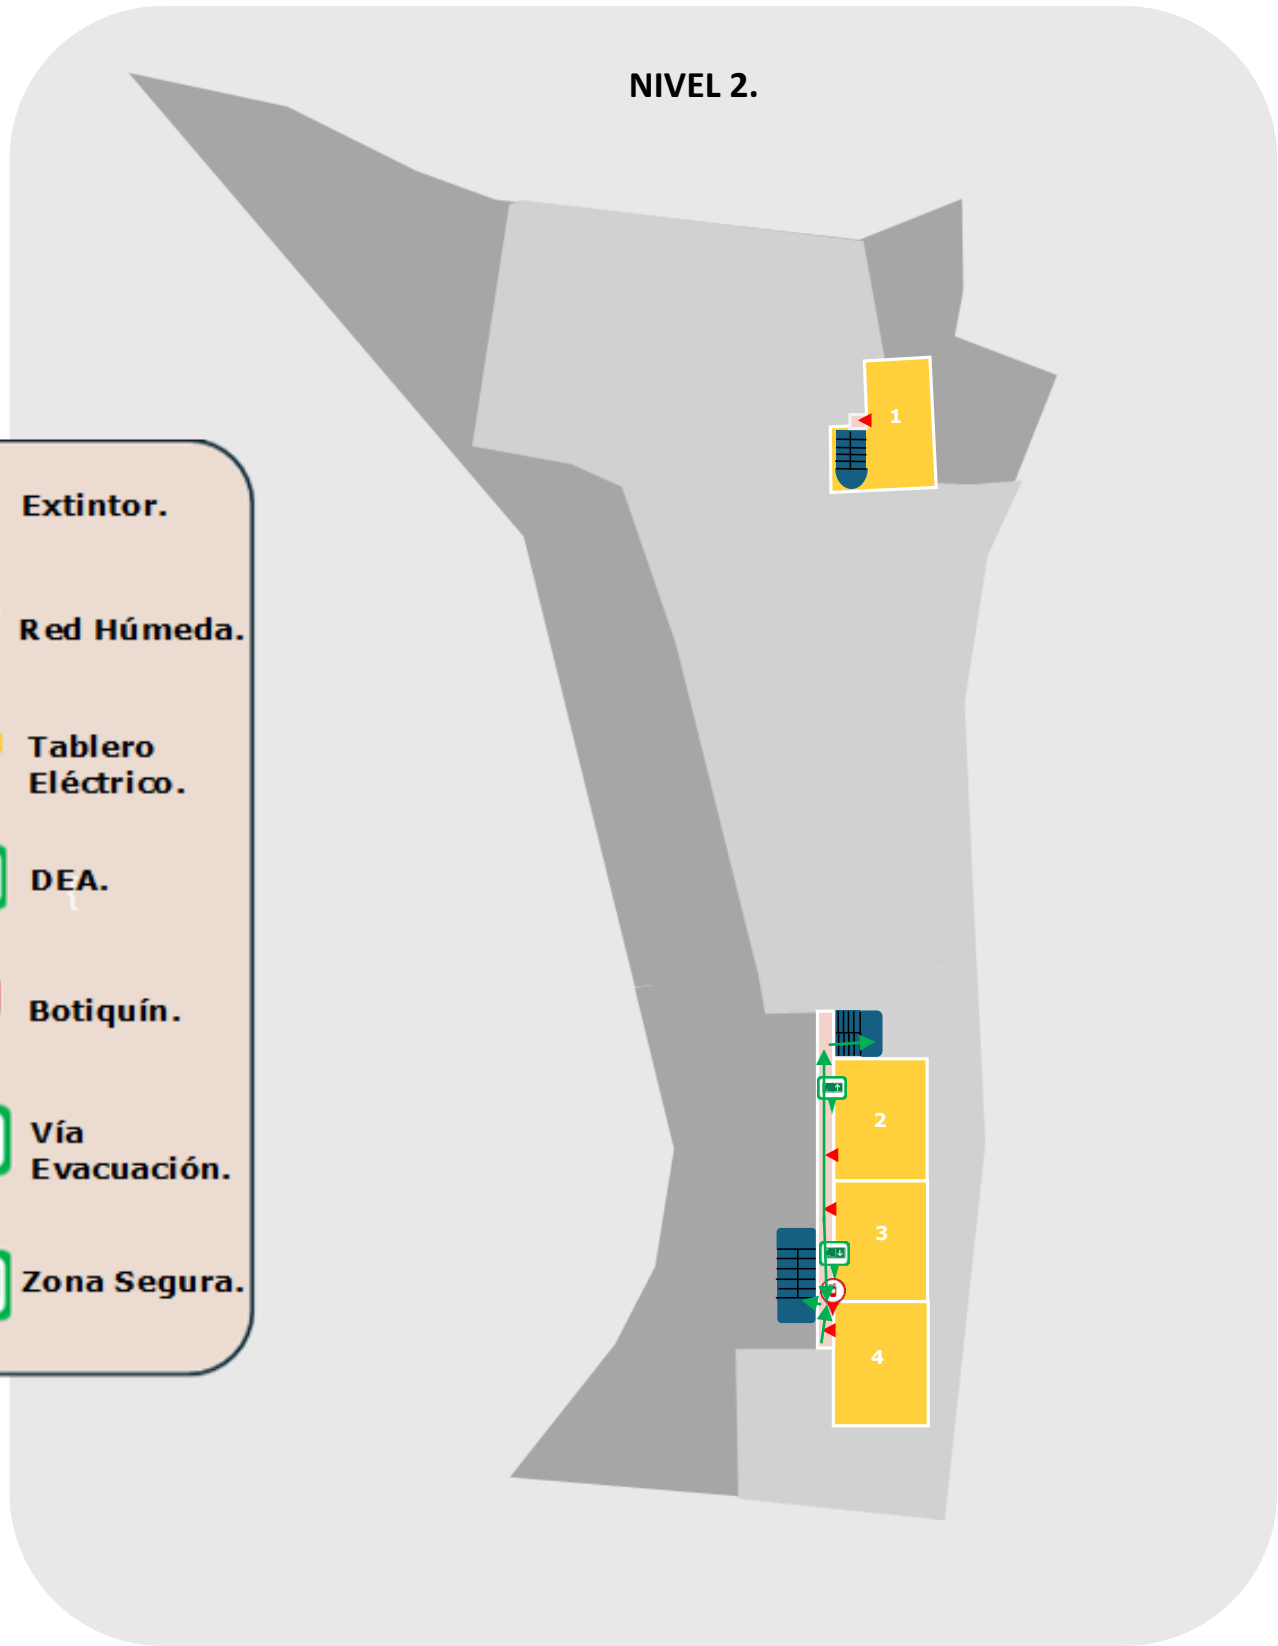 NIVEL 2.
1
Extintor.
Red Húmeda.
Tablero
Eléctrico.
DEA.
Botiquín.
Vía
Evacuación.
Zona Segura.
2
3
4